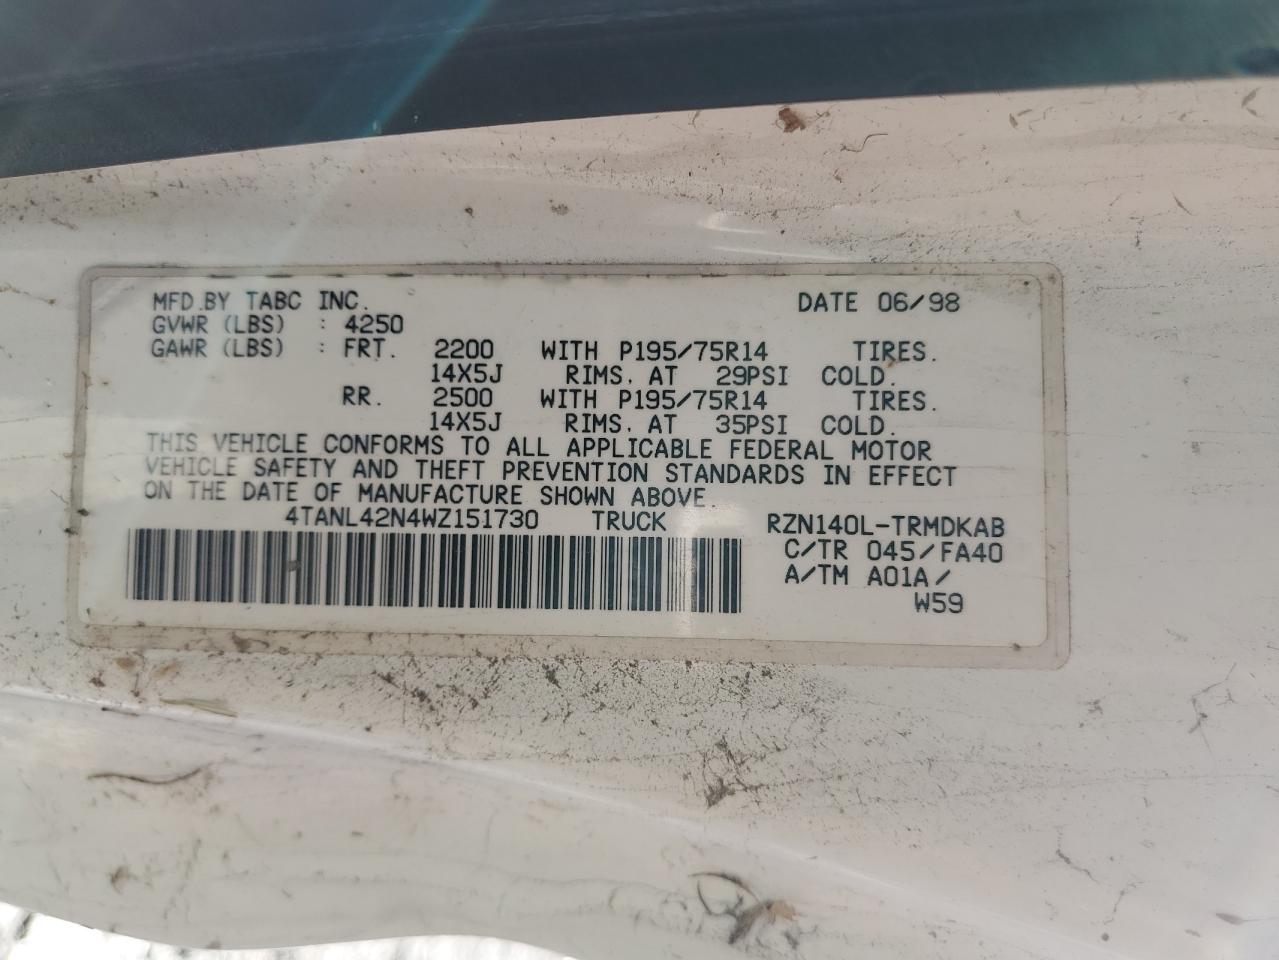 MFD.BY TABC INC. DATE 06/98
GVWR (LBS) : 4250
GAWR (LBS) : FRT. 2200 WITH P195/75R14 TIRES.
14X5J RIMS. AT 29PSI COLD.
RR. 2500 WITH P195/75R14 TIRES.
14X5J RIMS. AT 35PSI COLD.
THIS VEHICLE CONFORMS TO ALL APPLICABLE FEDERAL MOTOR
VEHICLE SAFETY AND THEFT PREVENTION STANDARDS IN EFFECT
ON THE DATE OF MANUFACTURE SHOWN ABOVE.
4TANL42N4WZ151730 TRUCK RZN140L-TRMDKAB
C/TR 045/FA40
A/TM A01A/
W59